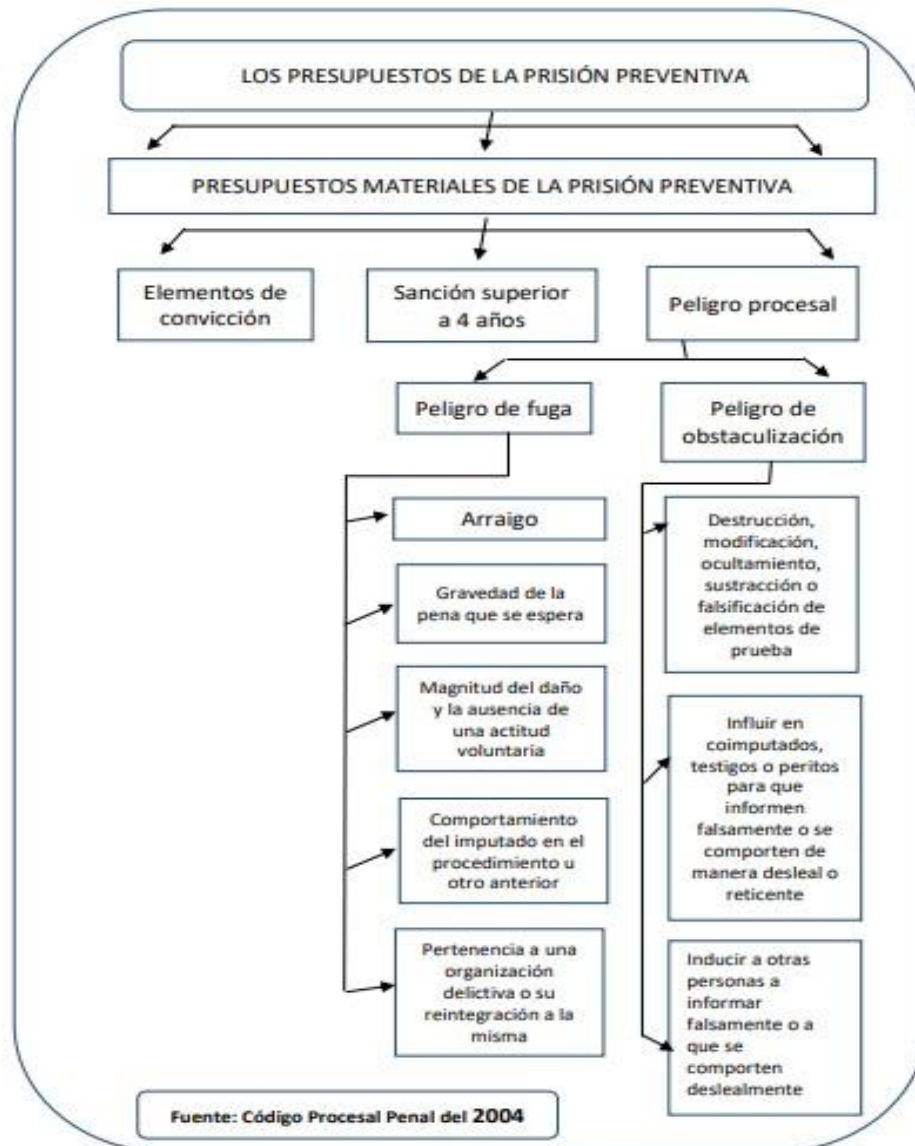 LOS PRESUPUESTOS DE LA PRISIÓN PREVENTIVA
PRESUPUESTOS MATERIALES DE LA PRISIÓN PREVENTIVA
Elementos de
convicción
Sanción superior
a 4 años
Peligro procesal
Peligro de fuga
Peligro de
obstaculización
Arraigo
Gravedad de la
pena que se espera
Magnitud del daño
y la ausencia de
una actitud
voluntaria
Comportamiento
del imputado en el
procedimiento u
otro anterior
Pertenencia a una
organización
delictiva o su
reintegración a la
misma
Destrucción,
modificación,
ocultamiento,
sustracción o
falsificación de
elementos de
prueba
Influir en
coimputados,
testigos o peritos
para que
informen
falsamente o se
comporten de
manera desleal o
reticente
Inducir a otras
personas a
informar
falsamente o a
que se
comporten
deslealmente
Fuente: Código Procesal Penal del 2004